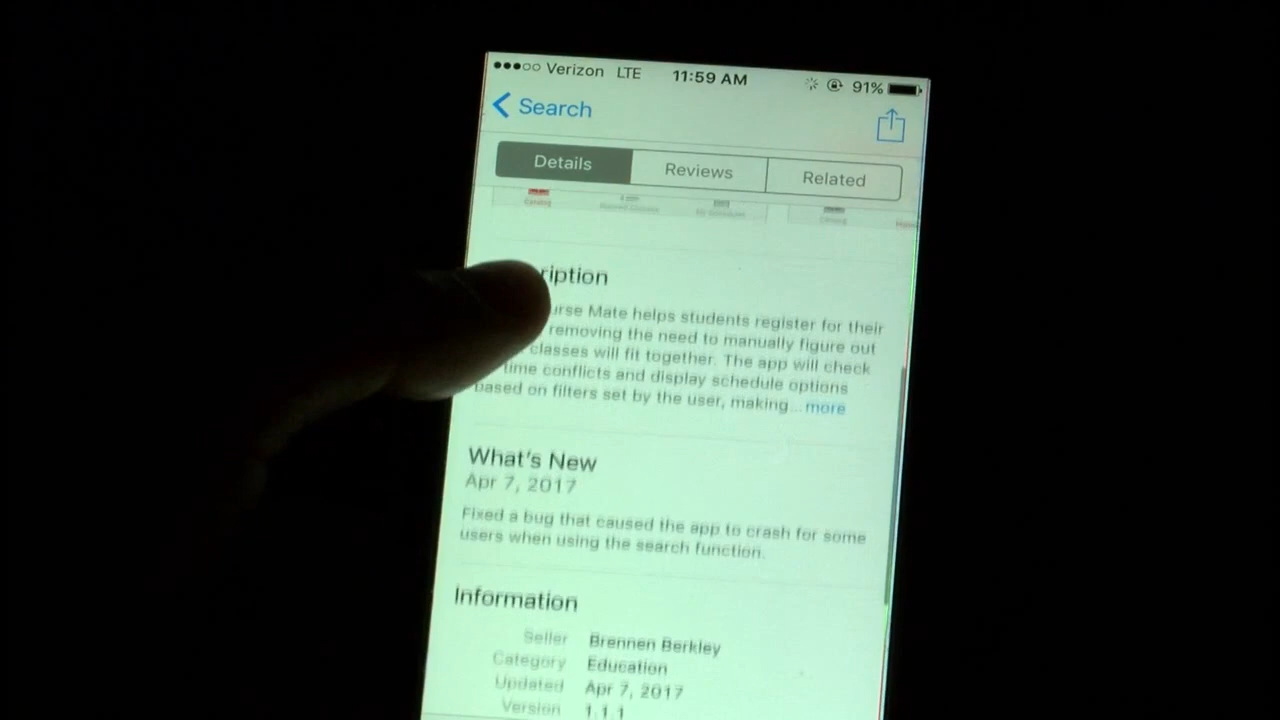 Verizon LTE 11:59 AM 91%
Search
Details Reviews Related
Catalog
ription
urse Mate helps students register for their
removing the need to manually figure out
classes will fit together. The app will check
time conflicts and display schedule options
based on filters set by the user, making... more
What's New
Apr 7, 2017
Fixed a bug that caused the app to crash for some
users when using the search function.
Information
Seller Brennen Berkley
Category Education
Updated Apr 7, 2017
Version 1.1.1